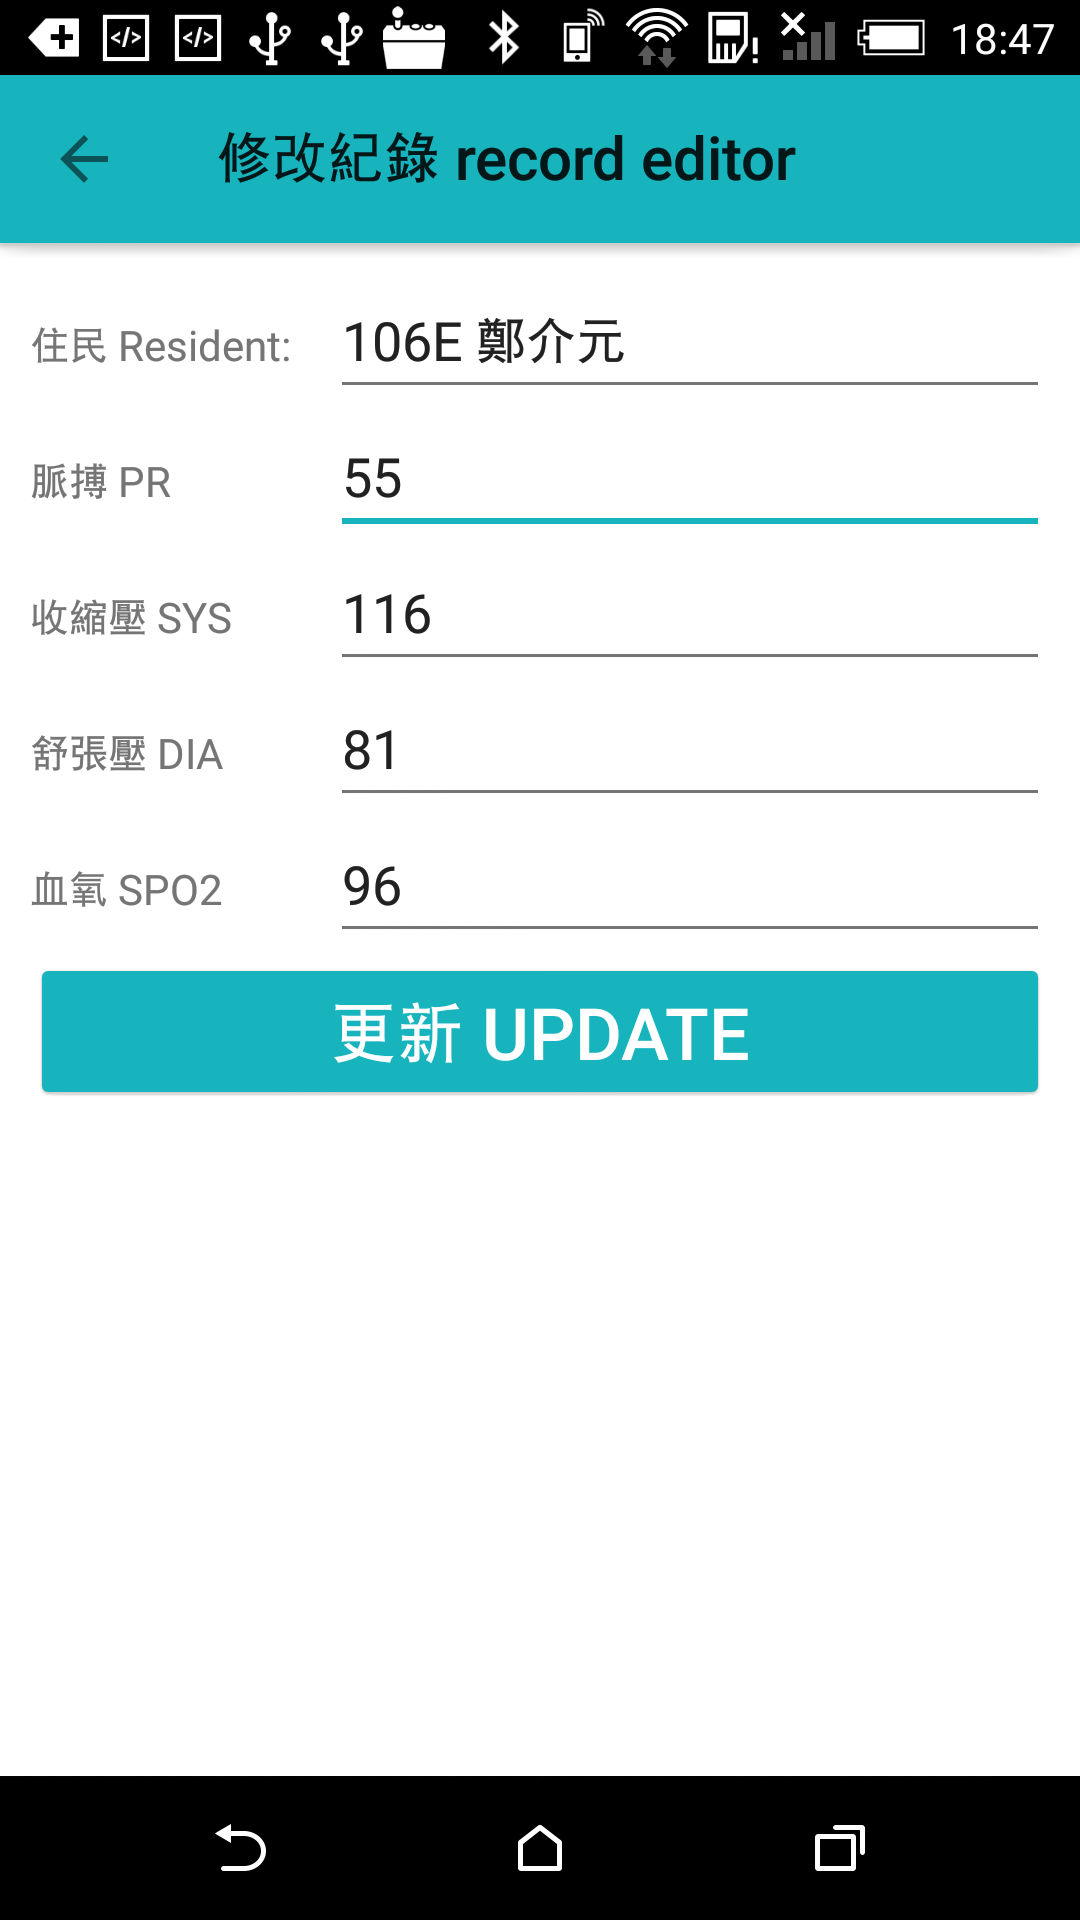 18:47
修改紀錄 record editor
住民 Resident: 106E 鄭介元
脈搏 PR 55
收縮壓 SYS 116
舒張壓 DIA 81
血氧 SPO2 96
更新 UPDATE